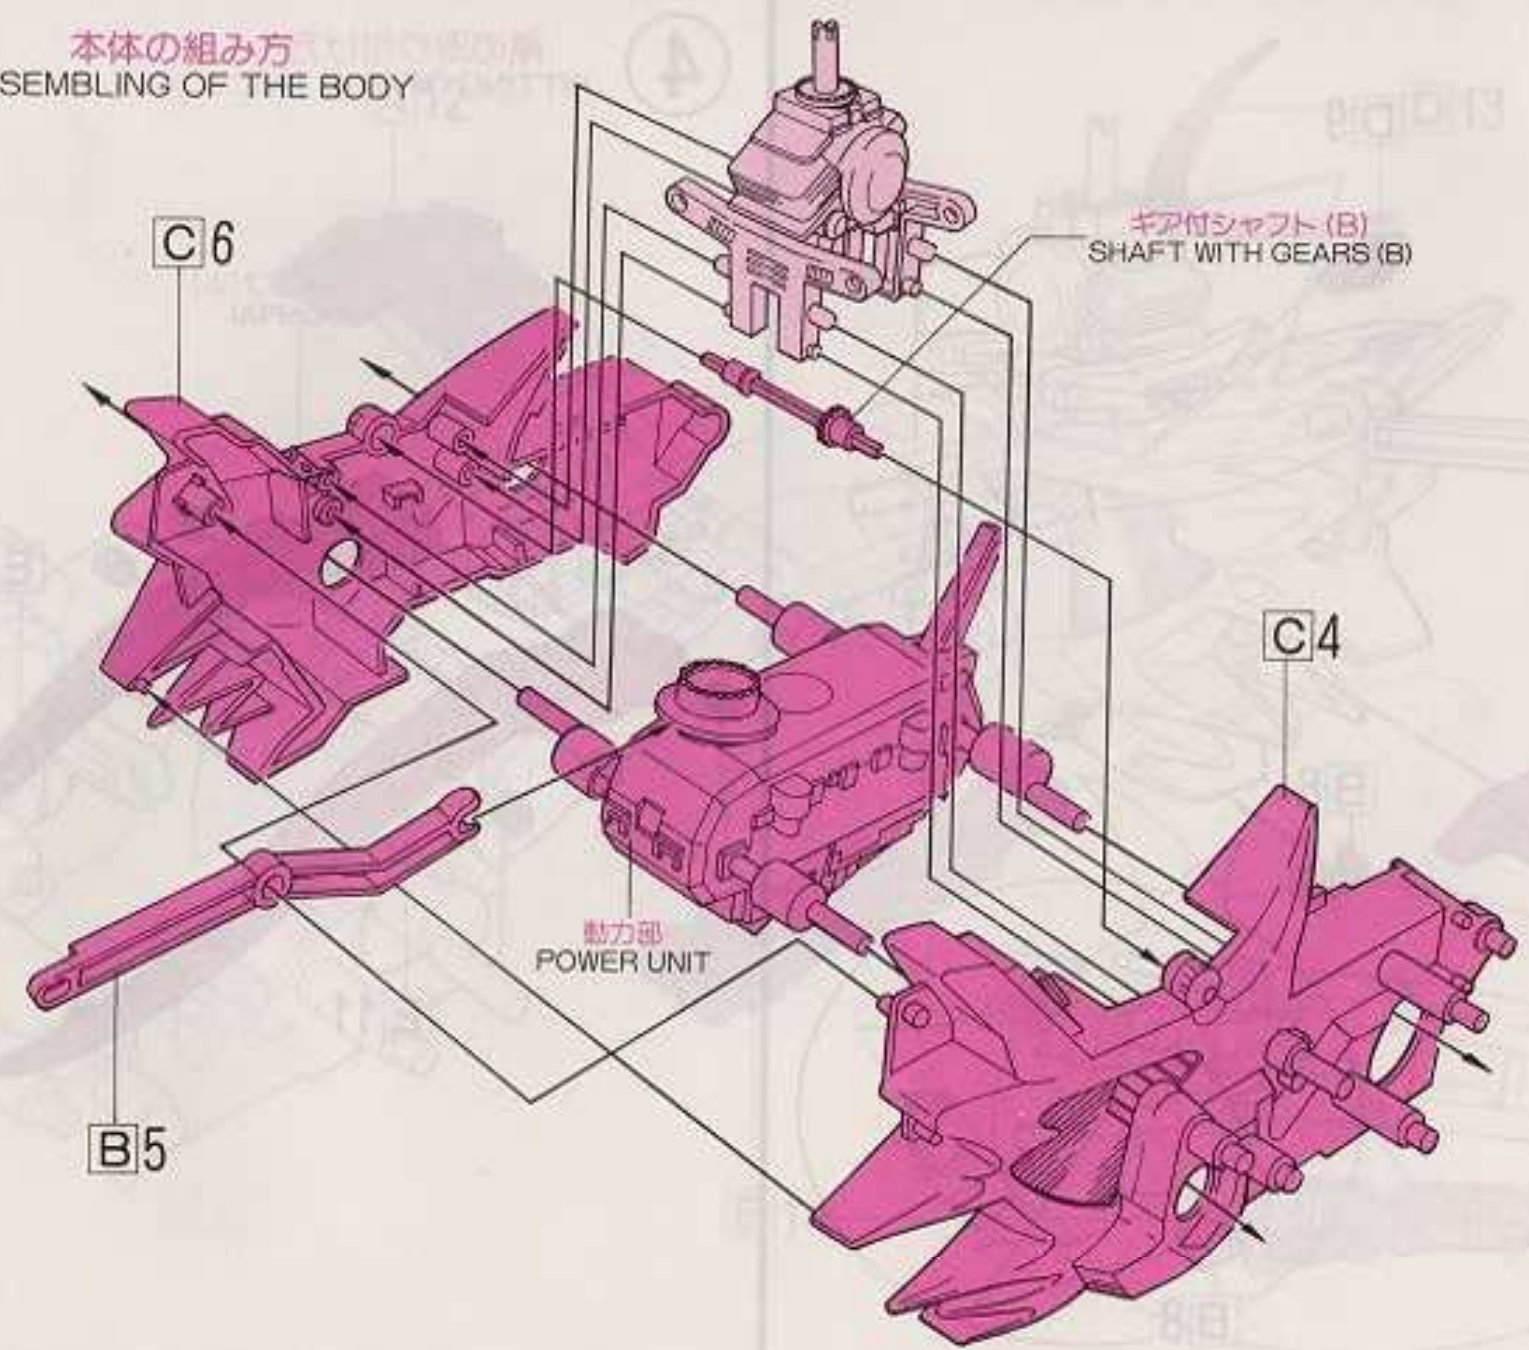 本体の組み方
SEMBLING OF THE BODY
C6
ギア付シャフト(B)
SHAFT WITH GEARS (B)
C4
動力部
POWER UNIT
B5